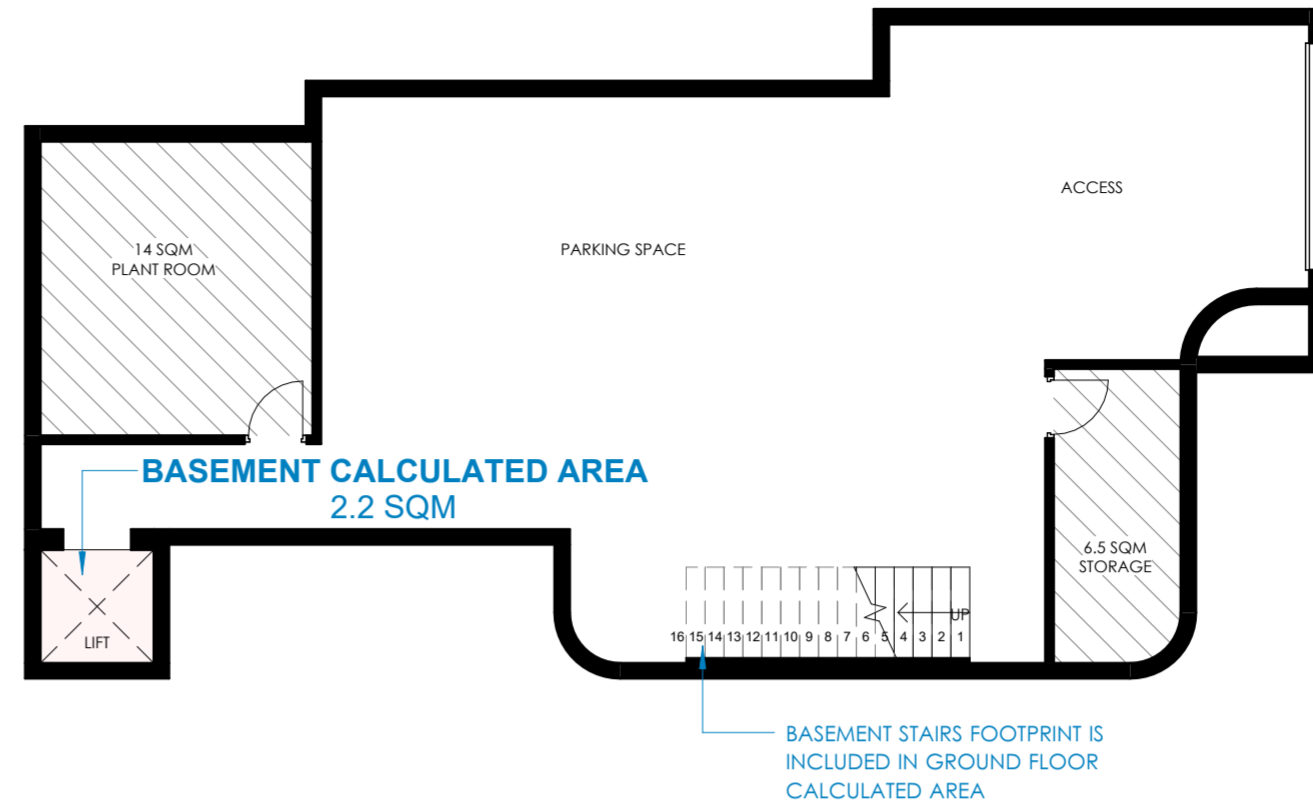 ACCESS
14 SQM
PLANT ROOM
PARKING SPACE
BASEMENT CALCULATED AREA
2.2 SQM
6.5 SQM
STORAGE
UP
16 15 14 13 12 11 10 9 8 7 6 5 4 3 2 1
LIFT
BASEMENT STAIRS FOOTPRINT IS
INCLUDED IN GROUND FLOOR
CALCULATED AREA